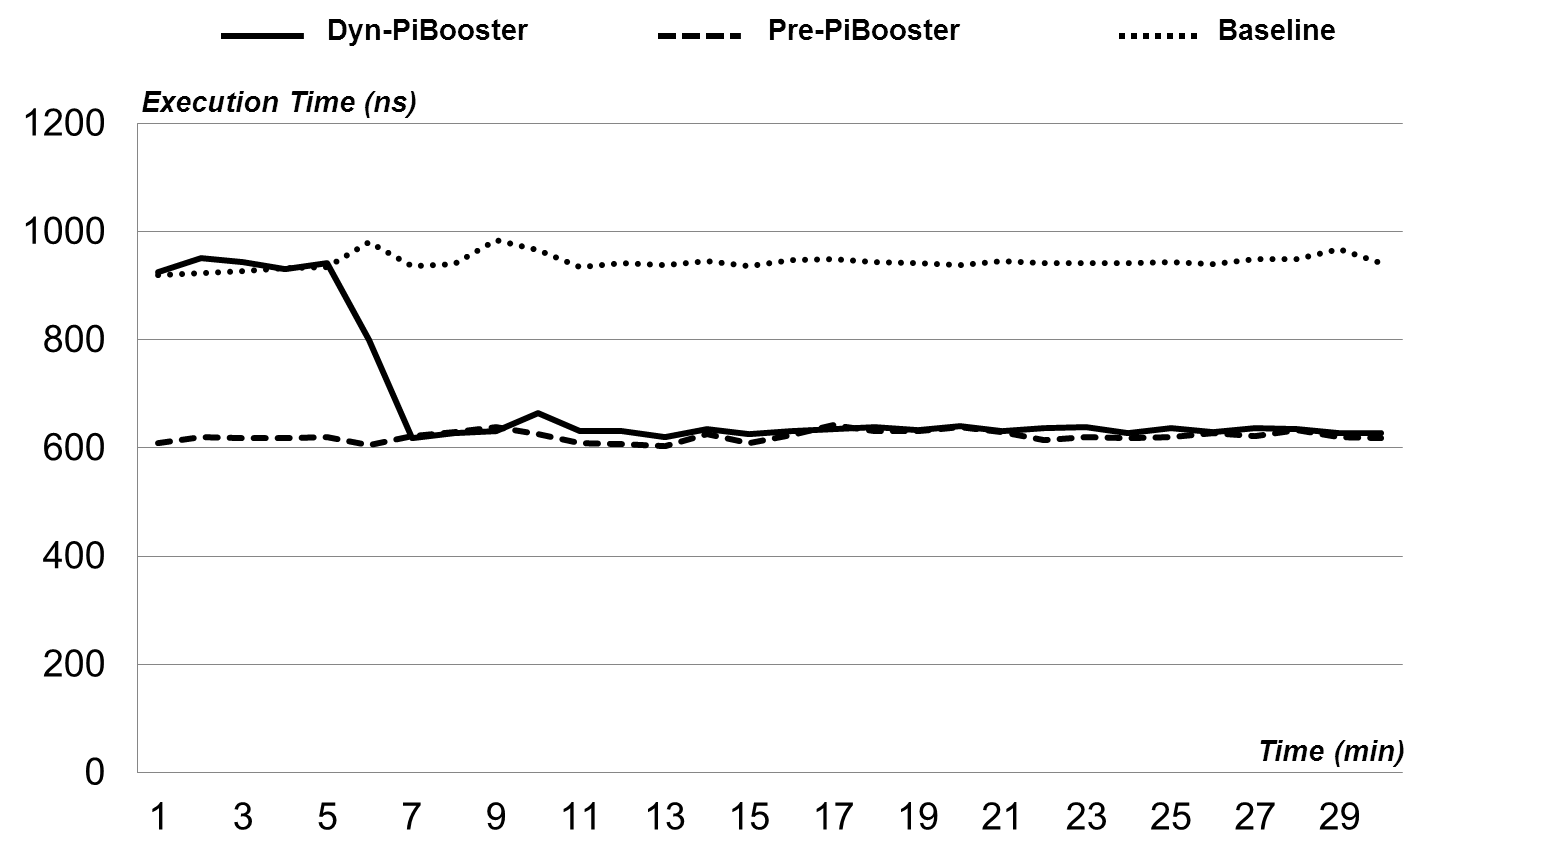 Dyn-PiBooster Pre-PiBooster Baseline
Execution Time (ns)
1200
1000
800
600
400
200
0
Time (min)
1 3 5 7 9 11 13 15 17 19 21 23 25 27 29